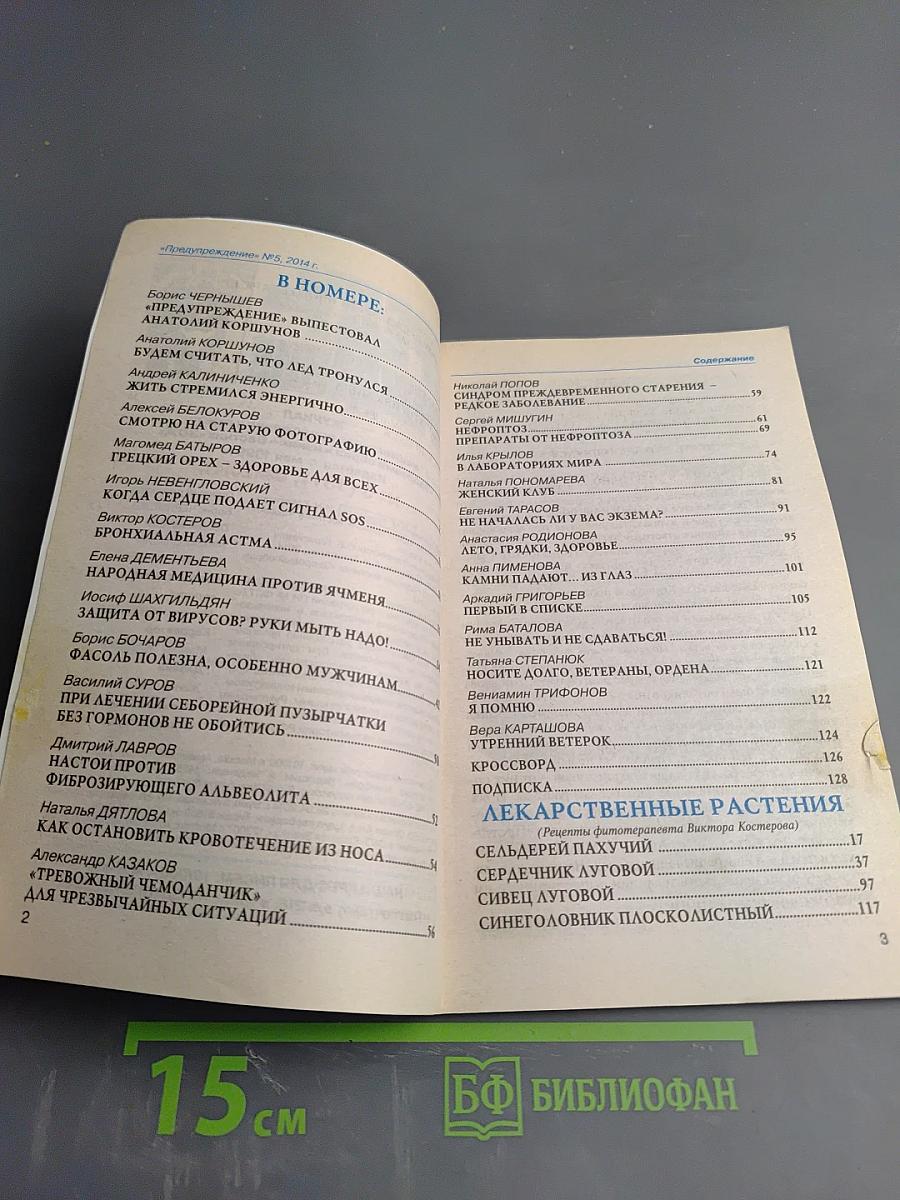 «Предупреждение» №5, 2014 г.
В НОМЕРЕ:
Борис ЧЕРНЫШЕВ
«ПРЕДУПРЕЖДЕНИЕ» ВЫПЕСТОВАЛ
АНАТОЛИЙ КОРШУНОВ
Анатолий КОРШУНОВ
БУДЕМ СЧИТАТЬ, ЧТО ЛЕД ТРОНУЛСЯ
Андрей КАЛИНИЧЕНКО
ЖИТЬ СТРЕМИЛСЯ ЭНЕРГИЧНО
Алексей БЕЛОКУРОВ
СМОТРЮ НА СТАРУЮ ФОТОГРАФИЮ
Магомед БАТЫРОВ
ГРЕЦКИЙ ОРЕХ – ЗДОРОВЬЕ ДЛЯ ВСЕХ
Игорь НЕВЕНГЛОВСКИЙ
КОГДА СЕРДЦЕ ПОДАЕТ СИГНАЛ SOS
Виктор КОСТЕРОВ
БРОНХИАЛЬНАЯ АСТМА
Елена ДЕМЕНТЬЕВА
НАРОДНАЯ МЕДИЦИНА ПРОТИВ ЯЧМЕНЯ
Иосиф ШАХГИЛЬДЯН
ЗАЩИТА ОТ ВИРУСОВ? РУКИ МЫТЬ НАДО!
Борис БОЧАРОВ
ФАСОЛЬ ПОЛЕЗНА, ОСОБЕННО МУЖЧИНАМ
Василий СУРОВ
ПРИ ЛЕЧЕНИИ СЕБОРЕЙНОЙ ПУЗЫРЧАТКИ
БЕЗ ГОРМОНОВ НЕ ОБОЙТИСЬ
Дмитрий ЛАВРОВ
НАСТОИ ПРОТИВ
ФИБРОЗИРУЮЩЕГО АЛЬВЕОЛИТА 52
Наталья ДЯТЛОВА
КАК ОСТАНОВИТЬ КРОВОТЕЧЕНИЕ ИЗ НОСА 54
Александр КАЗАКОВ
«ТРЕВОЖНЫЙ ЧЕМОДАНЧИК»
ДЛЯ ЧРЕЗВЫЧАЙНЫХ СИТУАЦИЙ 56
2
Содержание
Николай ПОПОВ
СИНДРОМ ПРЕЖДЕВРЕМЕННОГО СТАРЕНИЯ –
РЕДКОЕ ЗАБОЛЕВАНИЕ 59
Сергей МИШУГИН
НЕФРОПТОЗ 61
ПРЕПАРАТЫ ОТ НЕФРОПТОЗА 69
Илья КРЫЛОВ
В ЛАБОРАТОРИЯХ МИРА 74
Наталья ПОНОМАРЕВА
ЖЕНСКИЙ КЛУБ 81
Евгений ТАРАСОВ
НЕ НАЧАЛАСЬ ЛИ У ВАС ЭКЗЕМА? 91
Анастасия РОДИОНОВА
ЛЕТО, ГРЯДКИ, ЗДОРОВЬЕ 95
Анна ПИМЕНОВА
КАМНИ ПАДАЮТ... ИЗ ГЛАЗ 101
Аркадий ГРИГОРЬЕВ
ПЕРВЫЙ В СПИСКЕ 105
Рима БАТАЛОВА
НЕ УНЫВАТЬ И НЕ СДАВАТЬСЯ! 112
Татьяна СТЕПАНЮК
НОСИТЕ ДОЛГО, ВЕТЕРАНЫ, ОРДЕНА 121
Вениамин ТРИФОНОВ
Я ПОМНЮ 122
Вера КАРТАШОВА
УТРЕННИЙ ВЕТЕРОК 124
КРОССВОРД 126
ПОДПИСКА 128
ЛЕКАРСТВЕННЫЕ РАСТЕНИЯ
(Рецепты фитотерапевта Виктора Костерова)
СЕЛЬДЕРЕЙ ПАХУЧИЙ 17
СЕРДЕЧНИК ЛУГОВОЙ 37
СИВЕЦ ЛУГОВОЙ 97
СИНЕГОЛОВНИК ПЛОСКОЛИСТНЫЙ 117
3
15 см
БФ БИБЛИОФАН